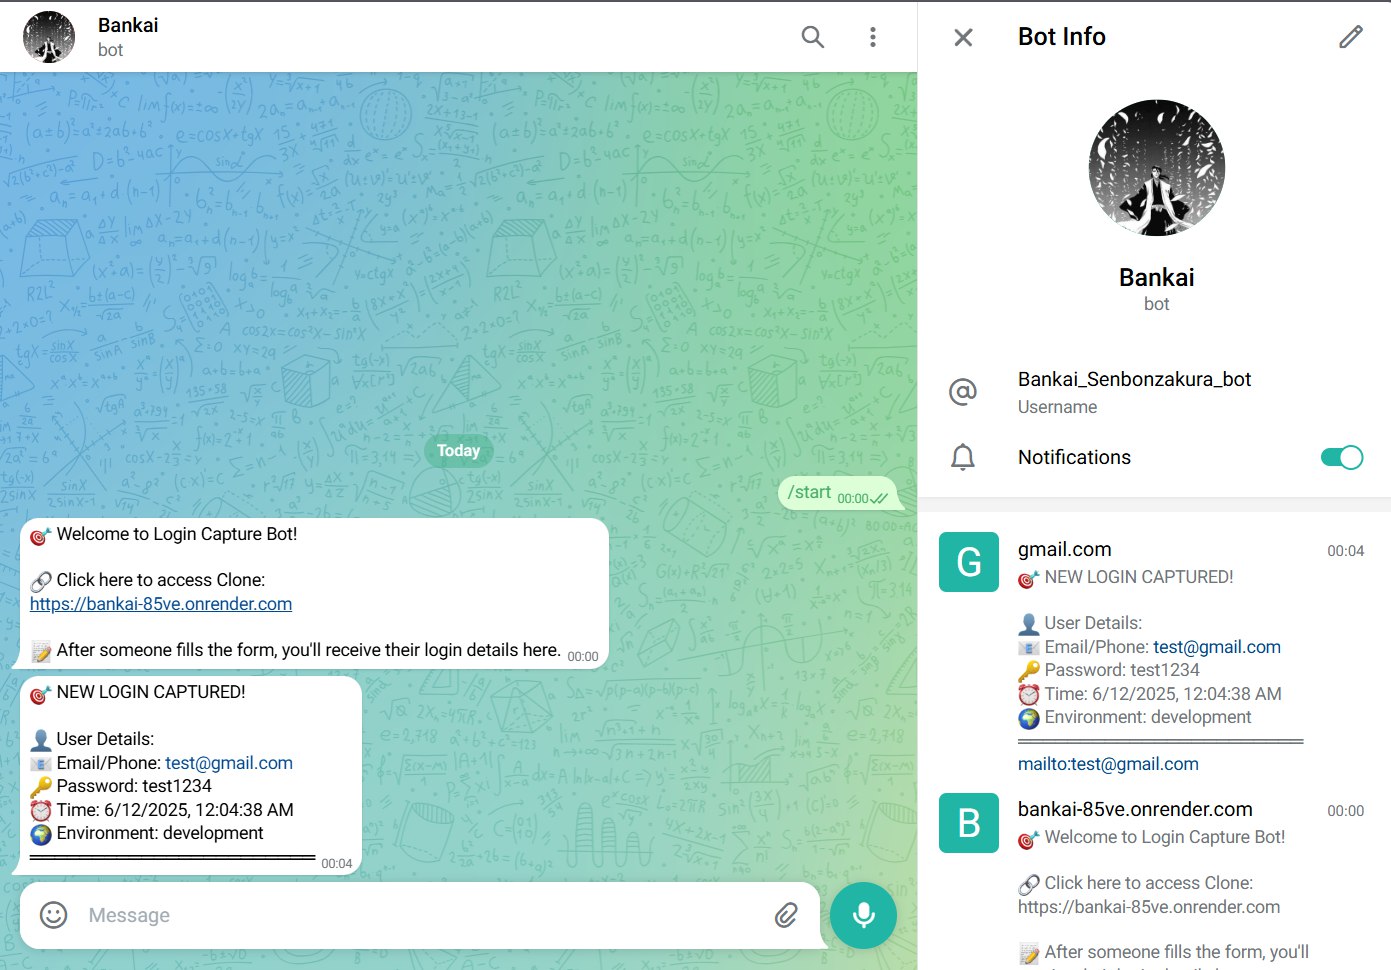 Bankai
bot
Today
/start 00:00
🎯 Welcome to Login Capture Bot!
🔗 Click here to access Clone:
https://bankai-85ve.onrender.com
📝 After someone fills the form, you'll receive their login details here. 00:00
🎯 NEW LOGIN CAPTURED!
👤 User Details:
📧 Email/Phone: test@gmail.com
🔑 Password: test1234
⏰ Time: 6/12/2025, 12:04:38 AM
🌍 Environment: development
══════════════════════ 00:04
Message
Bot Info
Bankai
bot
Bankai_Senbonzakura_bot
Username
Notifications
G
gmail.com 00:04
🎯 NEW LOGIN CAPTURED!
👤 User Details:
📧 Email/Phone: test@gmail.com
🔑 Password: test1234
⏰ Time: 6/12/2025, 12:04:38 AM
🌍 Environment: development
══════════════════════
mailto:test@gmail.com
B
bankai-85ve.onrender.com 00:00
🎯 Welcome to Login Capture Bot!
🔗 Click here to access Clone:
https://bankai-85ve.onrender.com
📝 After someone fills the form, you'll